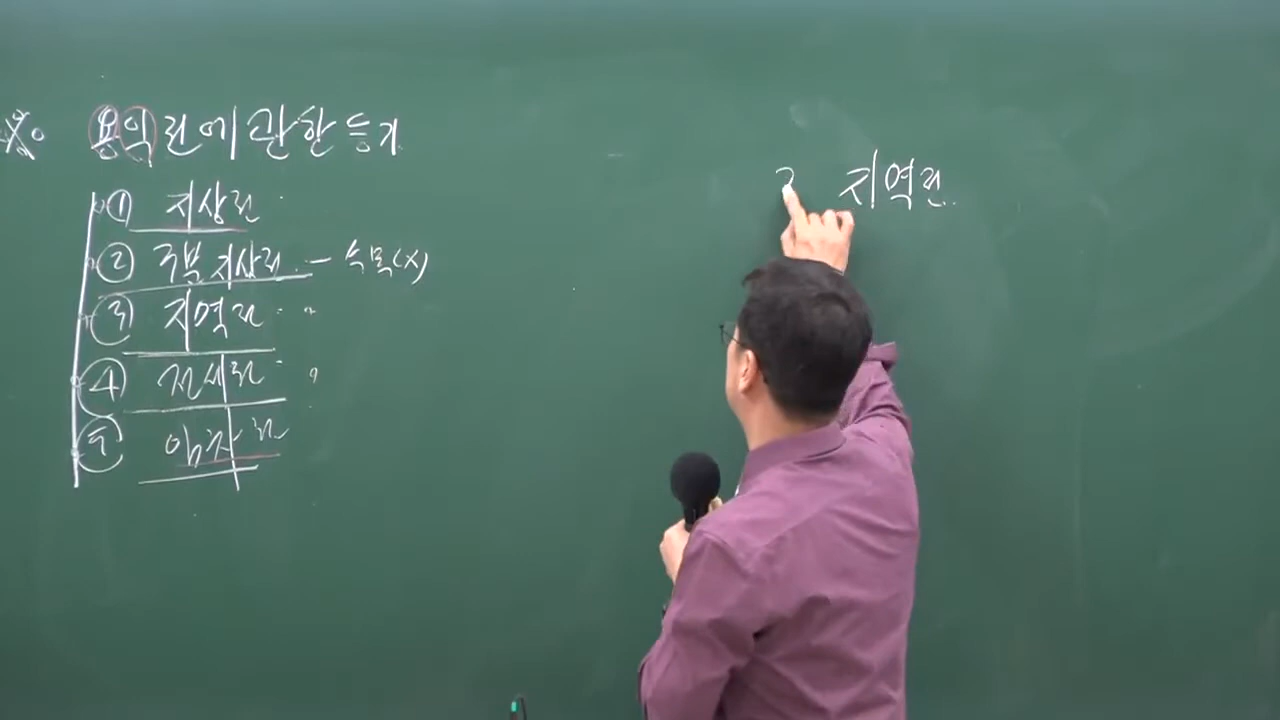 ※ 용익권에 관한 등기
① 지상권
② 구분지상권 - 수목(X)
③ 지역권 "
④ 전세권 "
⑤ 임차권
지역권